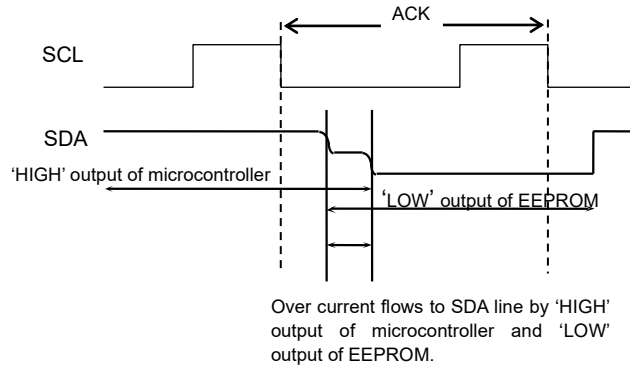 ACK
SCL
SDA
‘HIGH’ output of microcontroller
‘LOW’ output of EEPROM
Over current flows to SDA line by ‘HIGH’
output of microcontroller and ‘LOW’
output of EEPROM.